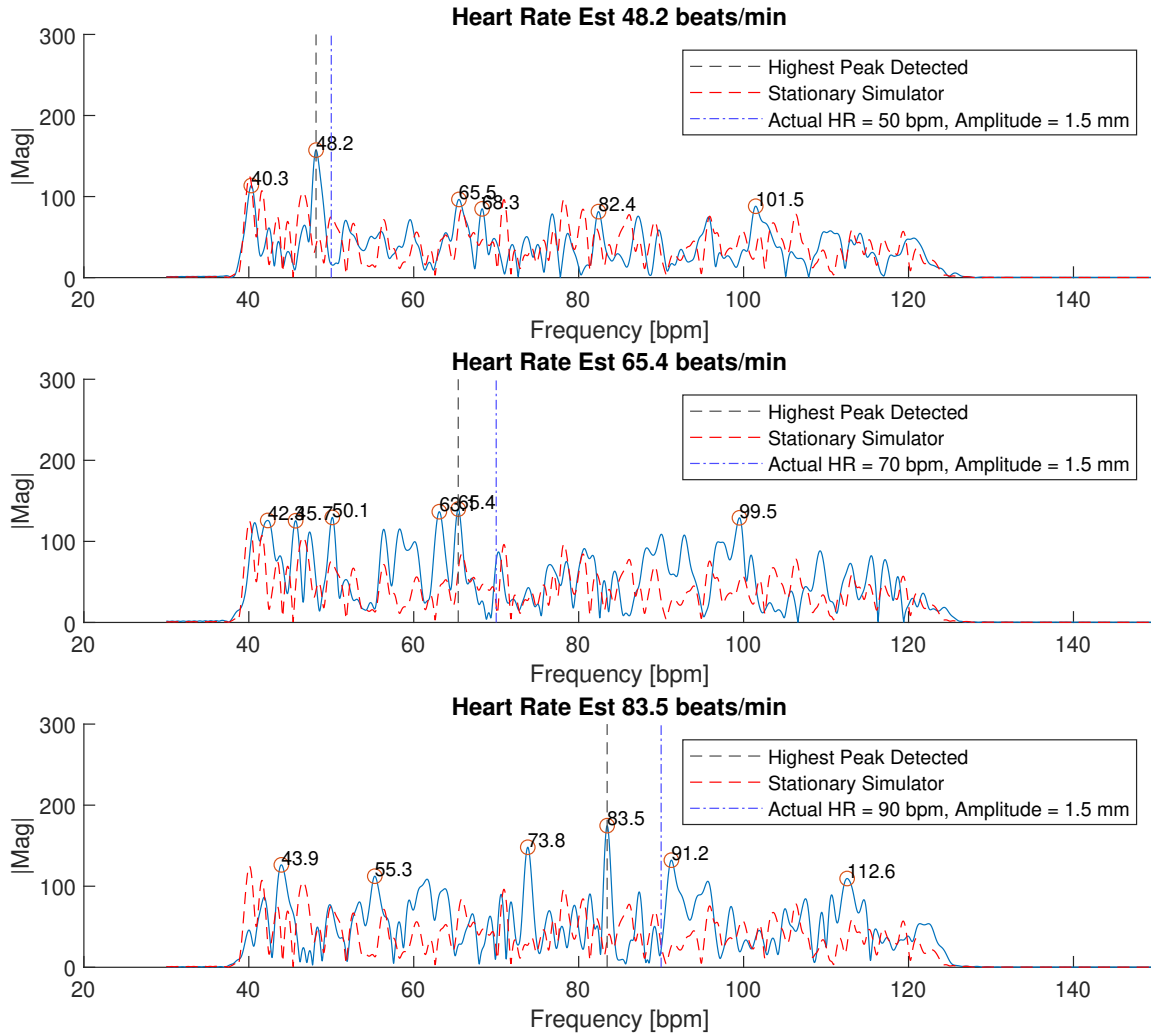 Heart Rate Est 48.2 beats/min
300
200
100
0
|Mag|
Highest Peak Detected
Stationary Simulator
Actual HR = 50 bpm, Amplitude = 1.5 mm
40.3
48.2
65.5
68.3
82.4
101.5
20 40 60 80 100 120 140
Frequency [bpm]
Heart Rate Est 65.4 beats/min
300
200
100
0
|Mag|
Highest Peak Detected
Stationary Simulator
Actual HR = 70 bpm, Amplitude = 1.5 mm
42.3
45.7
50.1
63.1
65.4
99.5
20 40 60 80 100 120 140
Frequency [bpm]
Heart Rate Est 83.5 beats/min
300
200
100
0
|Mag|
Highest Peak Detected
Stationary Simulator
Actual HR = 90 bpm, Amplitude = 1.5 mm
43.9
55.3
73.8
83.5
91.2
112.6
20 40 60 80 100 120 140
Frequency [bpm]